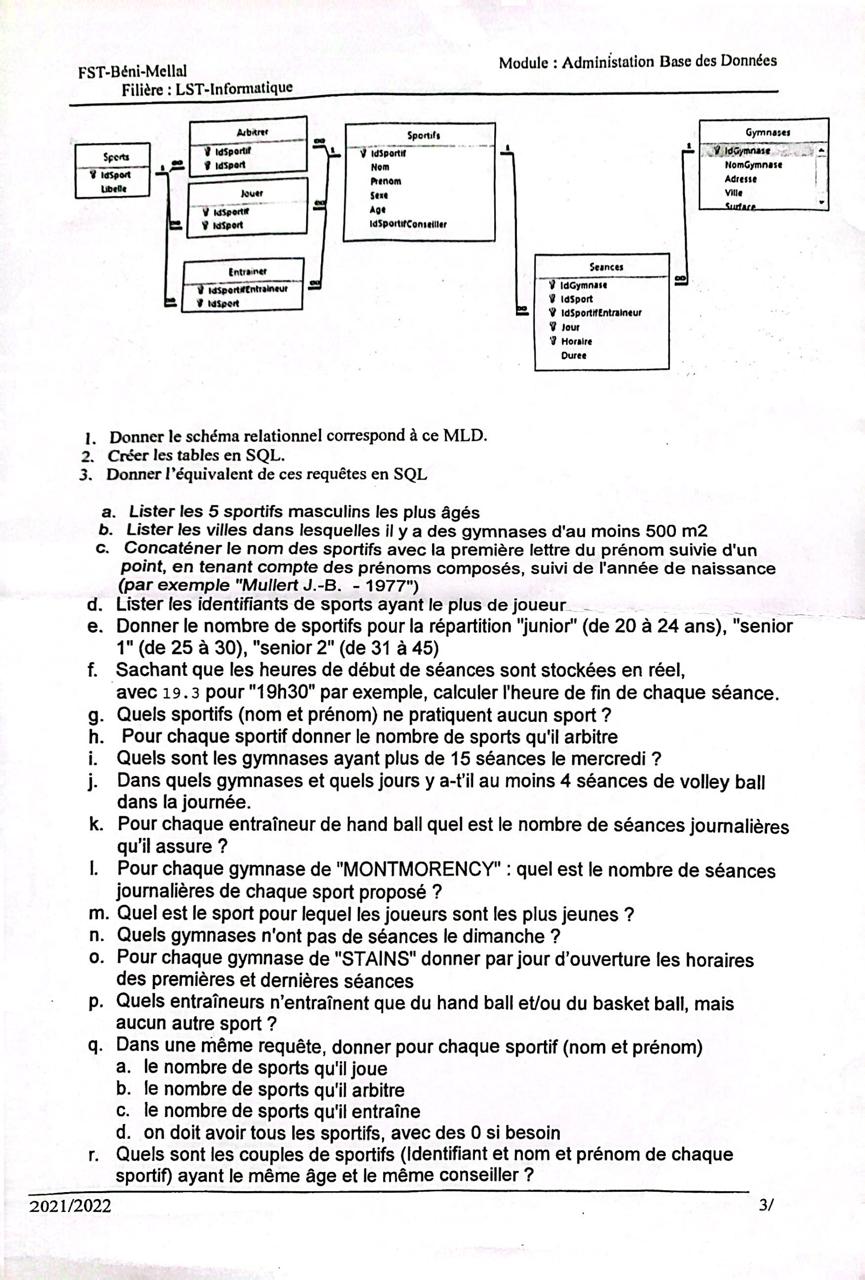 FST-Béni-Mellal
Module : Administation Base des Données
Filière : LST-Informatique
Sports
IdSport
Libelle
Arbitrer
IdSportif
IdSport
Jouer
IdSportif
IdSport
Entrainer
IdSportifEntraineur
IdSport
Sportifs
IdSportif
Nom
Prenom
Sexe
Age
IdSportifConseiller
Seances
IdGymnase
IdSport
IdSportifEntraineur
Jour
Horaire
Duree
Gymnases
IdGymnase
NomGymnase
Adresse
Ville
Surface
1 ∞ ∞ ∞ ∞ 1 ∞ ∞ 1 ∞ 1 ∞
1. Donner le schéma relationnel correspond à ce MLD.
2. Créer les tables en SQL.
3. Donner l'équivalent de ces requêtes en SQL
a. Lister les 5 sportifs masculins les plus âgés
b. Lister les villes dans lesquelles il y a des gymnases d'au moins 500 m2
c. Concaténer le nom des sportifs avec la première lettre du prénom suivie d'un
point, en tenant compte des prénoms composés, suivi de l'année de naissance
(par exemple "Mullert J.-B. - 1977")
d. Lister les identifiants de sports ayant le plus de joueur
e. Donner le nombre de sportifs pour la répartition "junior" (de 20 à 24 ans), "senior
1" (de 25 à 30), "senior 2" (de 31 à 45)
f. Sachant que les heures de début de séances sont stockées en réel,
avec 19.3 pour "19h30" par exemple, calculer l'heure de fin de chaque séance.
g. Quels sportifs (nom et prénom) ne pratiquent aucun sport ?
h. Pour chaque sportif donner le nombre de sports qu'il arbitre
i. Quels sont les gymnases ayant plus de 15 séances le mercredi ?
j. Dans quels gymnases et quels jours y a-t'il au moins 4 séances de volley ball
dans la journée.
k. Pour chaque entraîneur de hand ball quel est le nombre de séances journalières
qu'il assure ?
l. Pour chaque gymnase de "MONTMORENCY" : quel est le nombre de séances
journalières de chaque sport proposé ?
m. Quel est le sport pour lequel les joueurs sont les plus jeunes ?
n. Quels gymnases n'ont pas de séances le dimanche ?
o. Pour chaque gymnase de "STAINS" donner par jour d'ouverture les horaires
des premières et dernières séances
p. Quels entraîneurs n'entraînent que du hand ball et/ou du basket ball, mais
aucun autre sport ?
q. Dans une même requête, donner pour chaque sportif (nom et prénom)
a. le nombre de sports qu'il joue
b. le nombre de sports qu'il arbitre
c. le nombre de sports qu'il entraîne
d. on doit avoir tous les sportifs, avec des 0 si besoin
r. Quels sont les couples de sportifs (Identifiant et nom et prénom de chaque
sportif) ayant le même âge et le même conseiller ?
2021/2022
3/